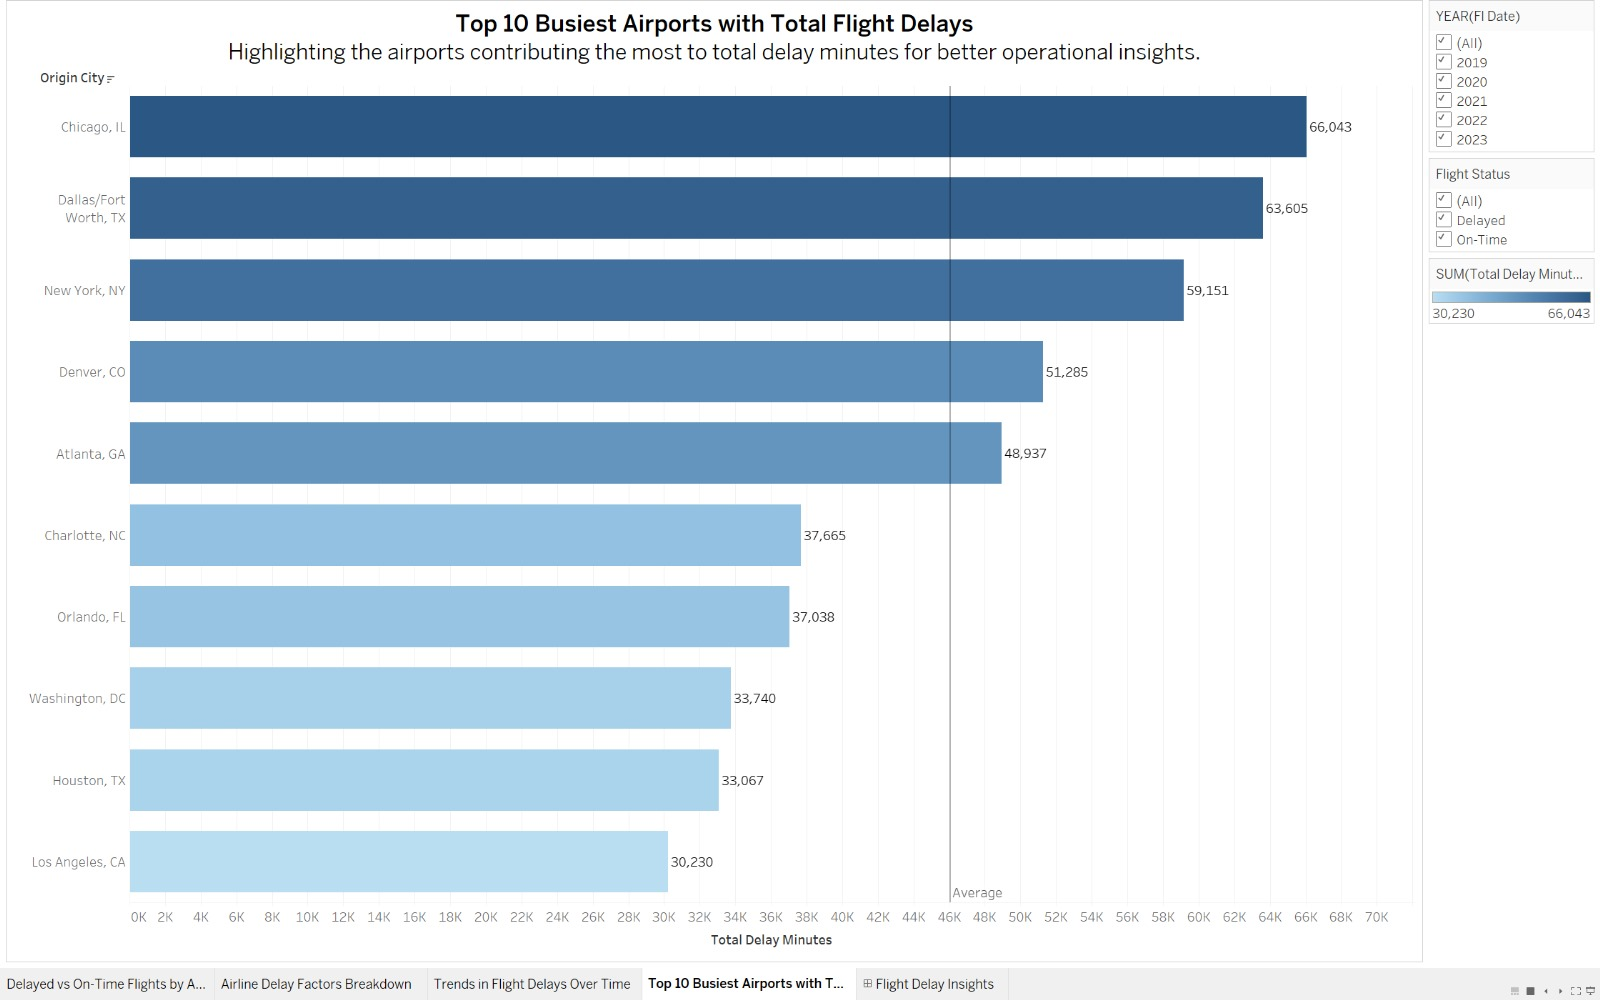 Top 10 Busiest Airports with Total Flight Delays
Highlighting the airports contributing the most to total delay minutes for better operational insights.
Origin City
Chicago, IL
66,043
Dallas/Fort
Worth, TX
63,605
New York, NY
59,151
Denver, CO
51,285
Atlanta, GA
48,937
Charlotte, NC
37,665
Orlando, FL
37,038
Washington, DC
33,740
Houston, TX
33,067
Los Angeles, CA
30,230
Average
0K 2K 4K 6K 8K 10K 12K 14K 16K 18K 20K 22K 24K 26K 28K 30K 32K 34K 36K 38K 40K 42K 44K 46K 48K 50K 52K 54K 56K 58K 60K 62K 64K 66K 68K 70K
Total Delay Minutes
YEAR(Fl Date)
(All)
2019
2020
2021
2022
2023
Flight Status
(All)
Delayed
On-Time
SUM(Total Delay Minut...
30,230 66,043
Delayed vs On-Time Flights by A... Airline Delay Factors Breakdown Trends in Flight Delays Over Time Top 10 Busiest Airports with T... Flight Delay Insights